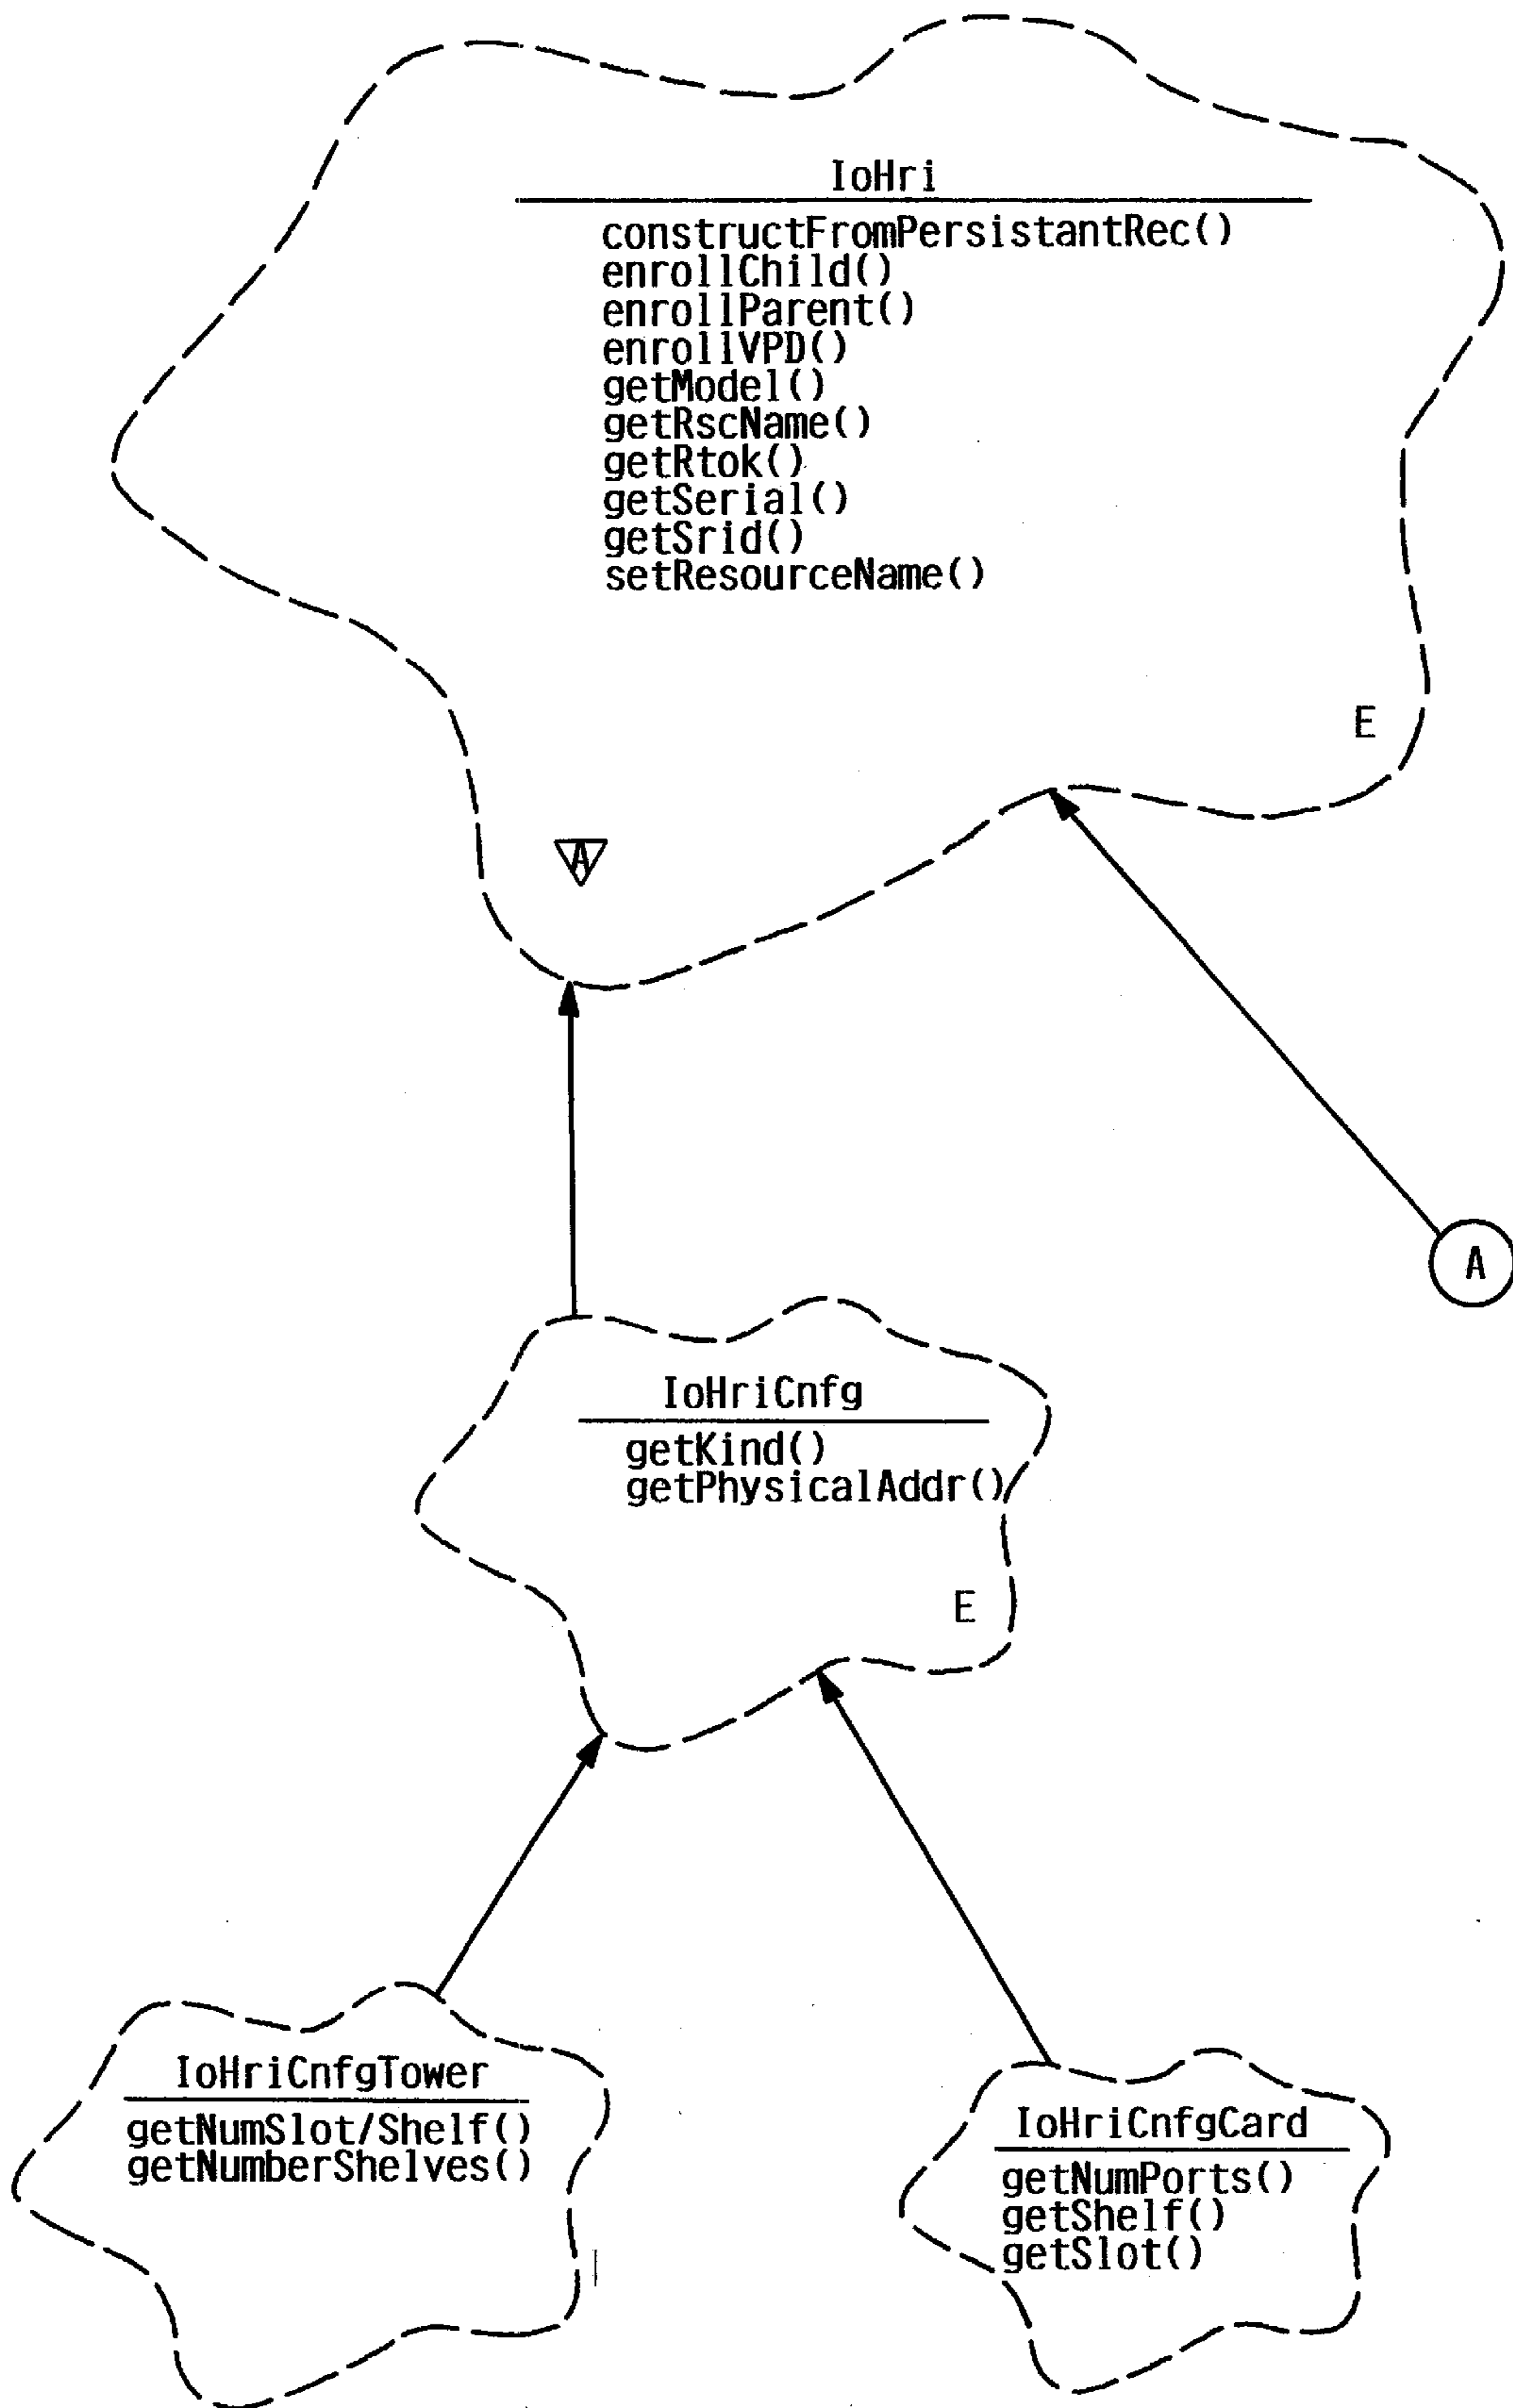 IoHri
constructFromPersistantRec()
enrollChild()
enrollParent()
enrollVPD()
getModel()
getRscName()
getRtok()
getSerial()
getSrid()
setResourceName()
E
A
A
IoHriCnfg
getKind()
getPhysicalAddr()
E
IoHriCnfgTower
getNumSlot/Shelf()
getNumberShelves()
IoHriCnfgCard
getNumPorts()
getShelf()
getSlot()